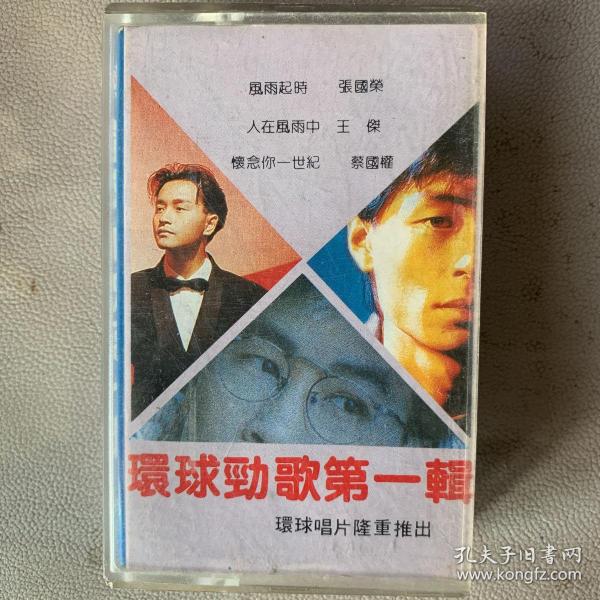 風雨起時 張國榮
人在風雨中 王傑
懷念你一世紀 蔡國權
環球勁歌第一輯
環球唱片隆重推出
孔夫子旧书网
www.kongfz.com